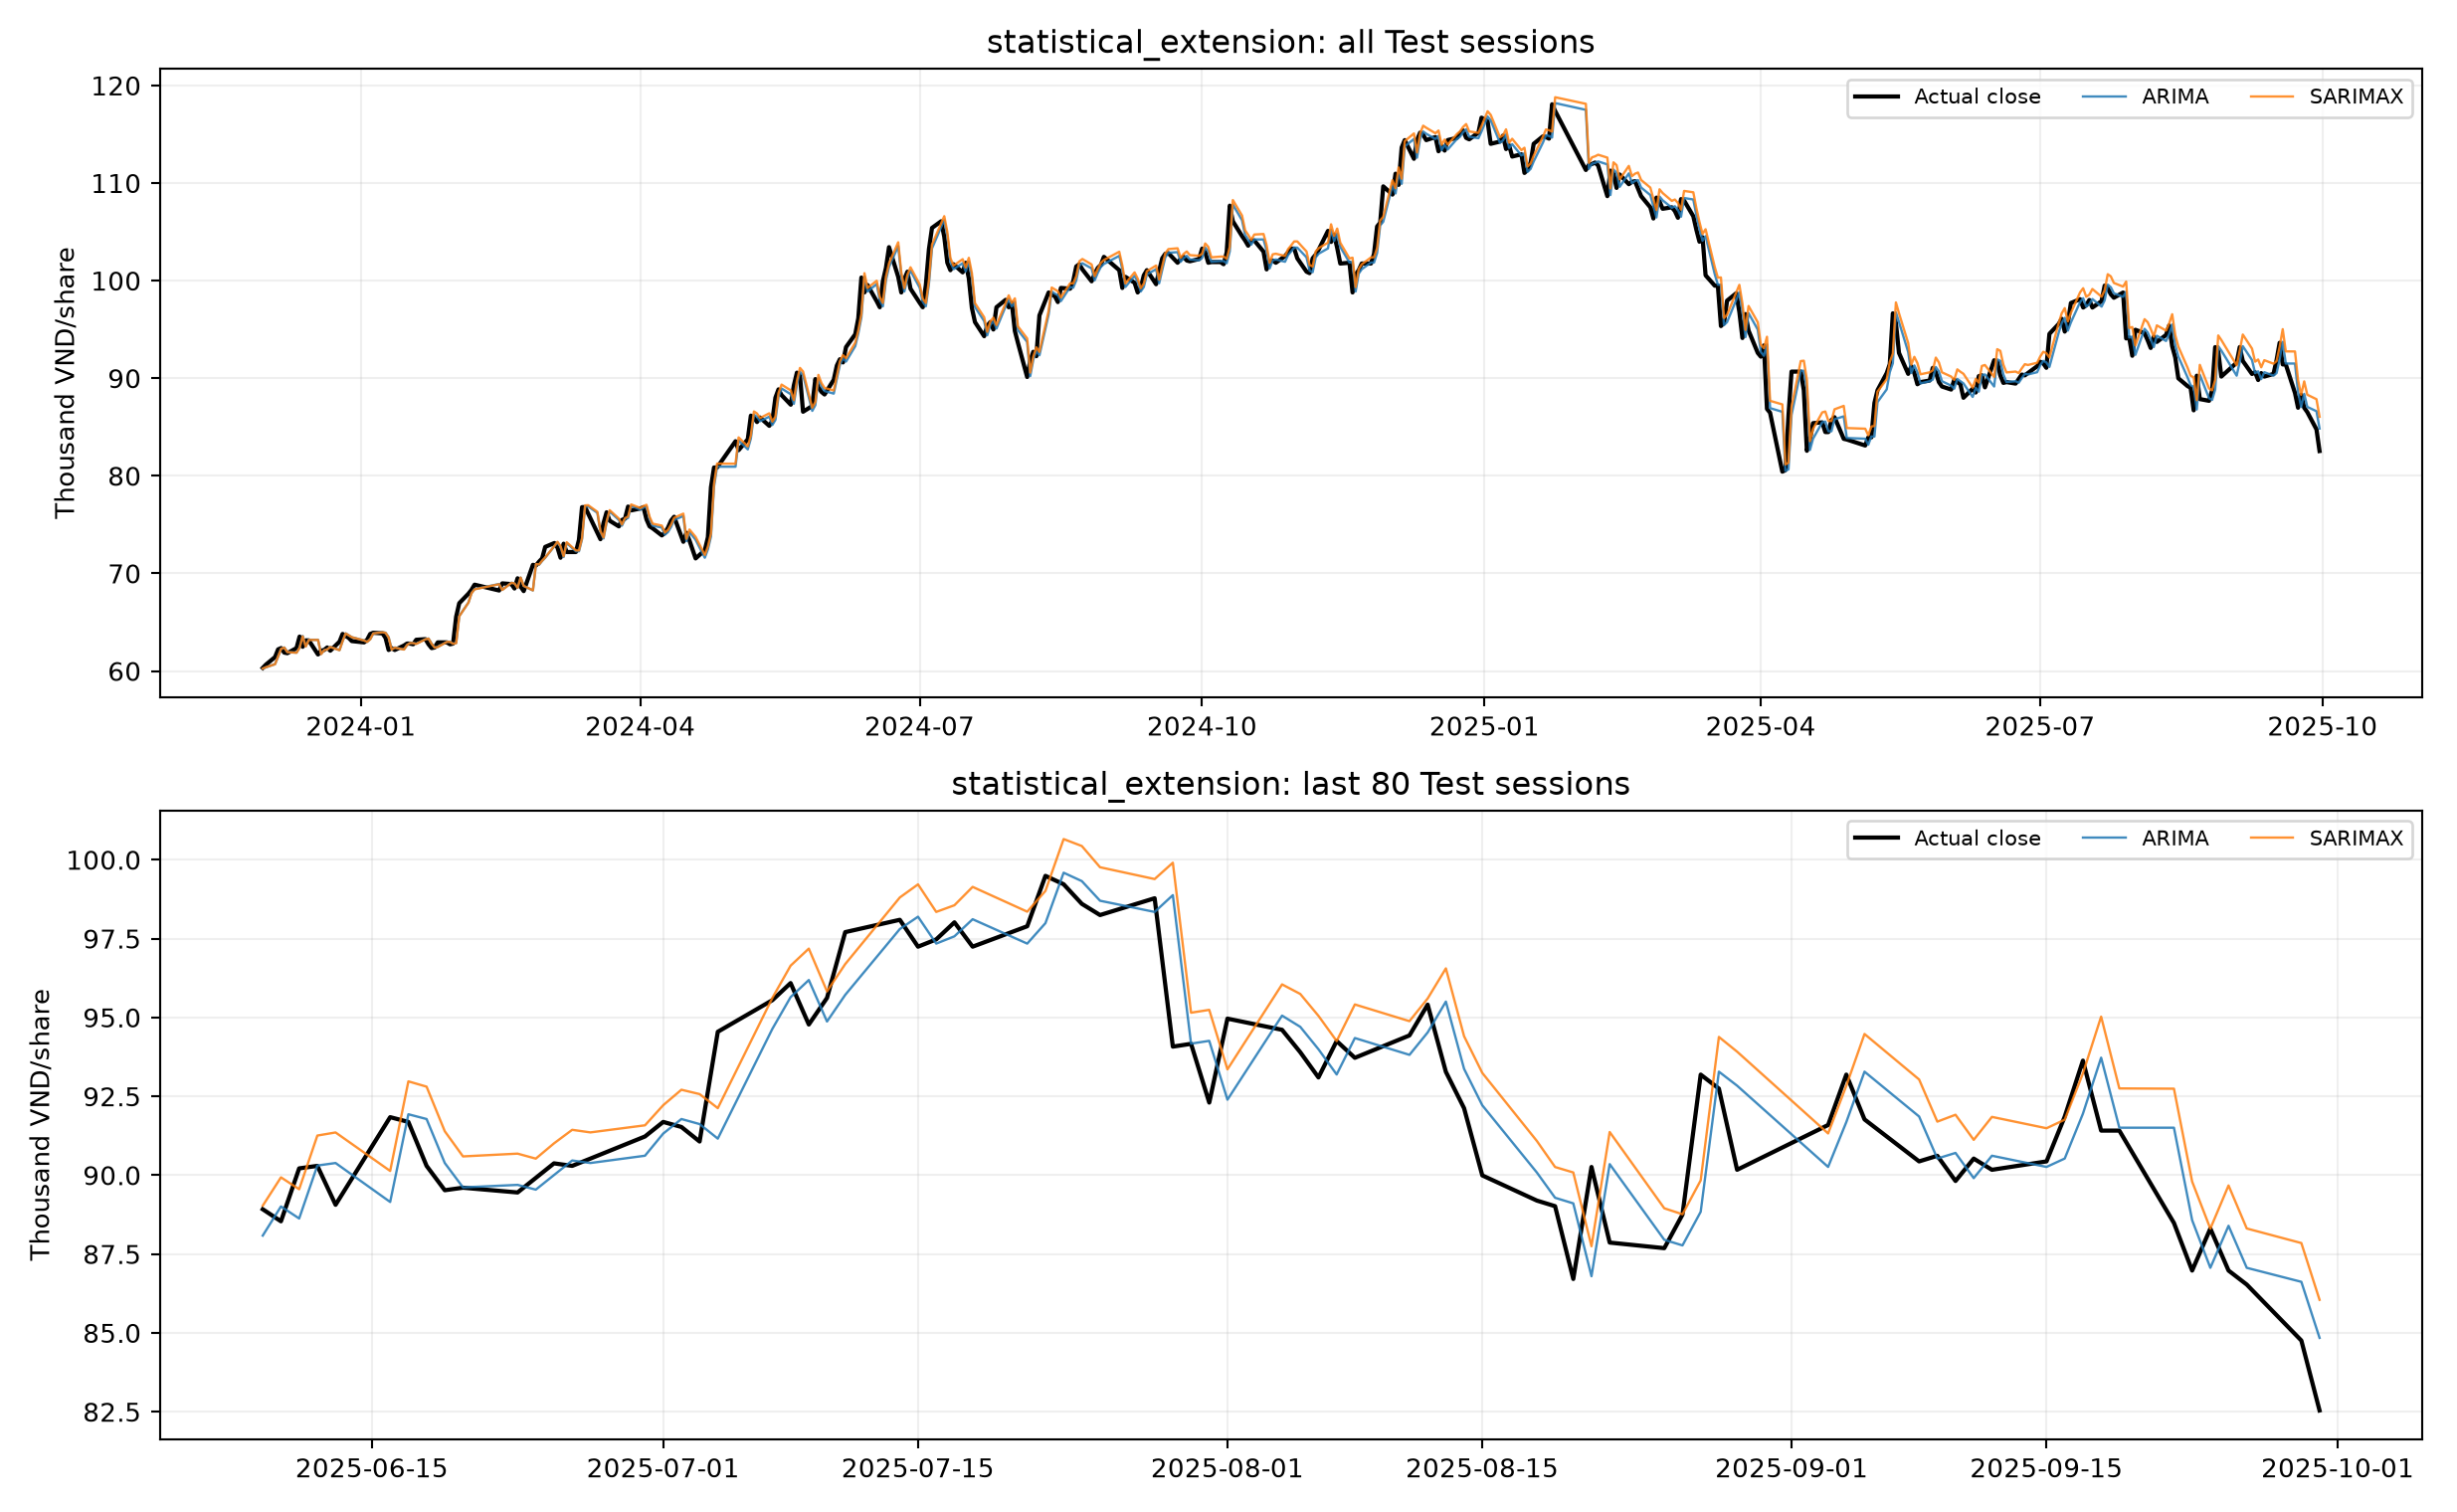 statistical_extension: all Test sessions
Thousand VND/share
120
110
100
90
80
70
60
Actual close ARIMA SARIMAX
2024-01 2024-04 2024-07 2024-10 2025-01 2025-04 2025-07 2025-10
statistical_extension: last 80 Test sessions
Thousand VND/share
100.0
97.5
95.0
92.5
90.0
87.5
85.0
82.5
Actual close ARIMA SARIMAX
2025-06-15 2025-07-01 2025-07-15 2025-08-01 2025-08-15 2025-09-01 2025-09-15 2025-10-01